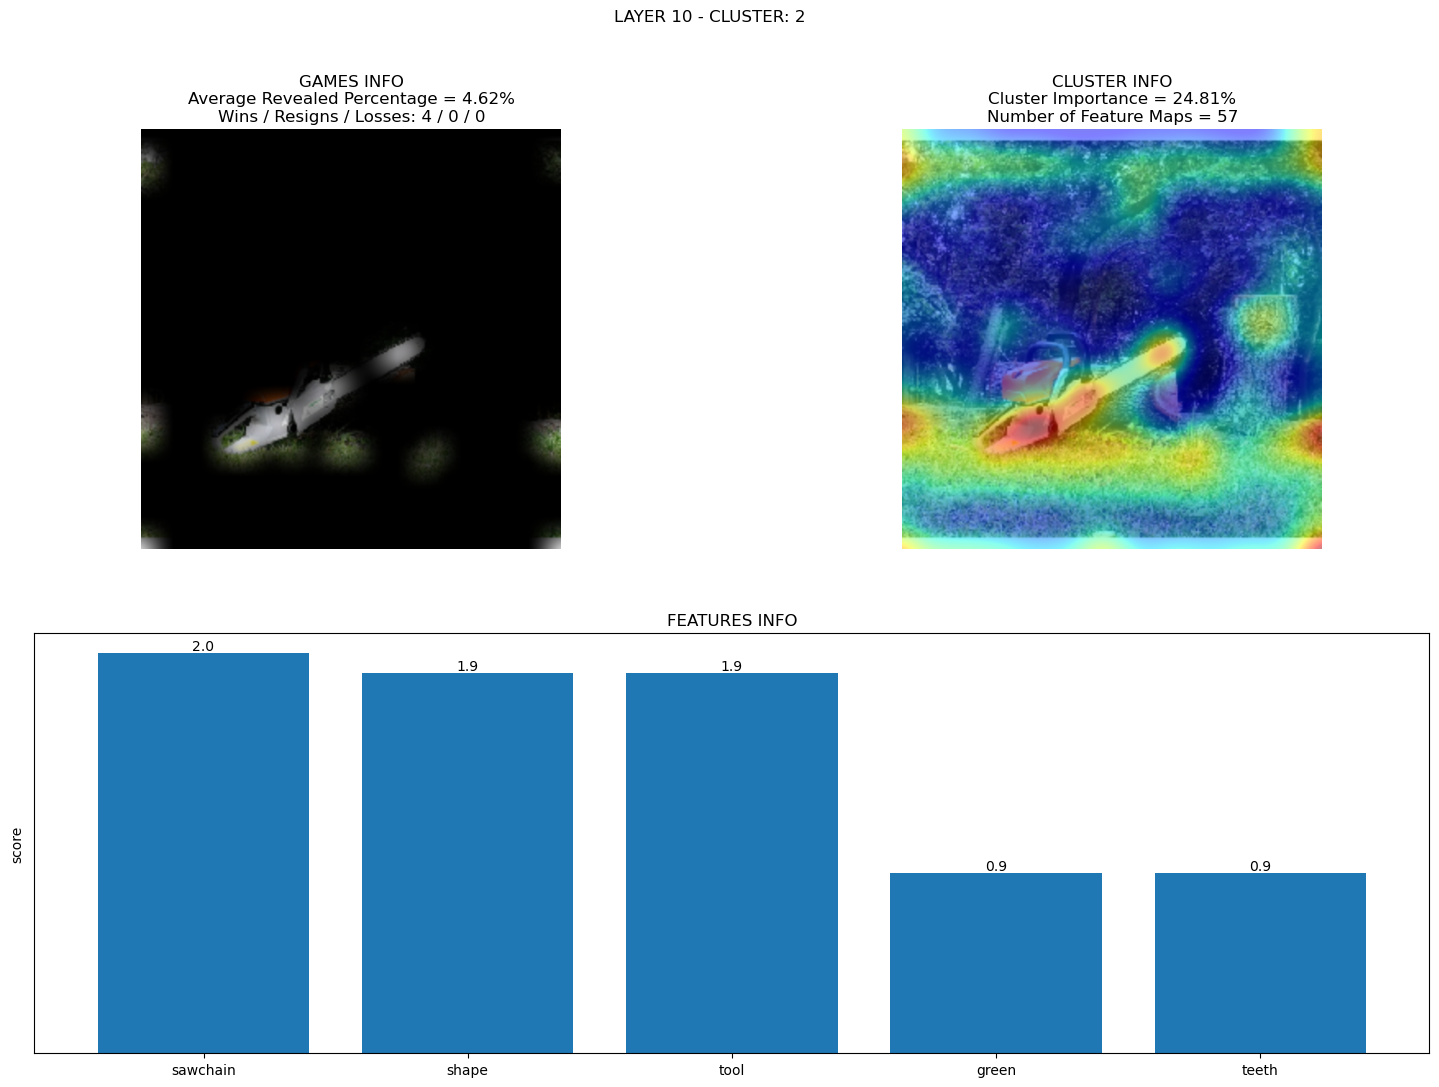 LAYER 10 - CLUSTER: 2
GAMES INFO
Average Revealed Percentage = 4.62%
Wins / Resigns / Losses: 4 / 0 / 0
CLUSTER INFO
Cluster Importance = 24.81%
Number of Feature Maps = 57
FEATURES INFO
score
2.0
1.9
1.9
0.9
0.9
sawchain
shape
tool
green
teeth